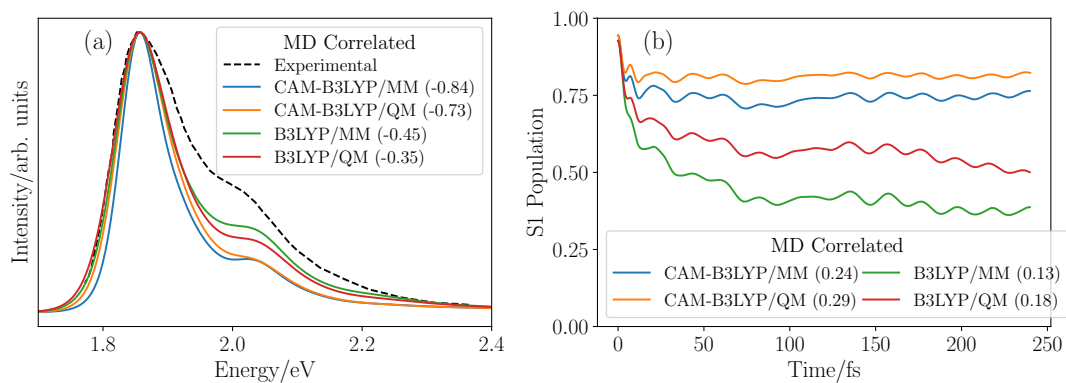 (a)
MD Correlated
Experimental
CAM-B3LYP/MM (-0.84)
CAM-B3LYP/QM (-0.73)
B3LYP/MM (-0.45)
B3LYP/QM (-0.35)
Intensity/arb. units
1.8 2.0 2.2 2.4
Energy/eV
(b)
S1 Population
1.00
0.75
0.50
0.25
0.00
MD Correlated
CAM-B3LYP/MM (0.24) B3LYP/MM (0.13)
CAM-B3LYP/QM (0.29) B3LYP/QM (0.18)
0 50 100 150 200 250
Time/fs